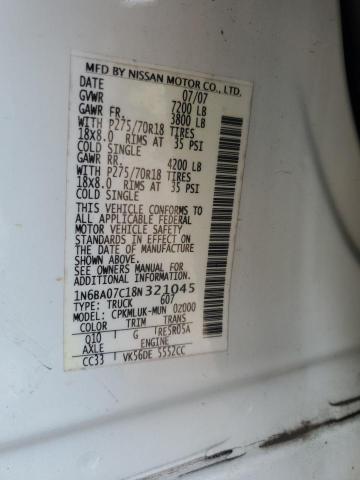 MFD BY NISSAN MOTOR CO., LTD.
DATE 07/07
GVWR 7200 LB
GAWR FR. 3800 LB
WITH P275/70R18 TIRES
18X8.0 RIMS AT 35 PSI
COLD SINGLE
GAWR RR. 4200 LB
WITH P275/70R18 TIRES
18X8.0 RIMS AT 35 PSI
COLD SINGLE
THIS VEHICLE CONFORMS TO
ALL APPLICABLE FEDERAL
MOTOR VEHICLE SAFETY
STANDARDS IN EFFECT ON
THE DATE OF MANUFACTURE
SHOWN ABOVE.
SEE OWNERS MANUAL FOR
ADDITIONAL INFORMATION
1N6BA07C18N321045
TYPE: TRUCK 607
MODEL: CPKMLUK-MUN 02000
COLOR TRIM TRANS
Q10 G RE5R05A
AXLE ENGINE
CC33 VK56DE 5552CC